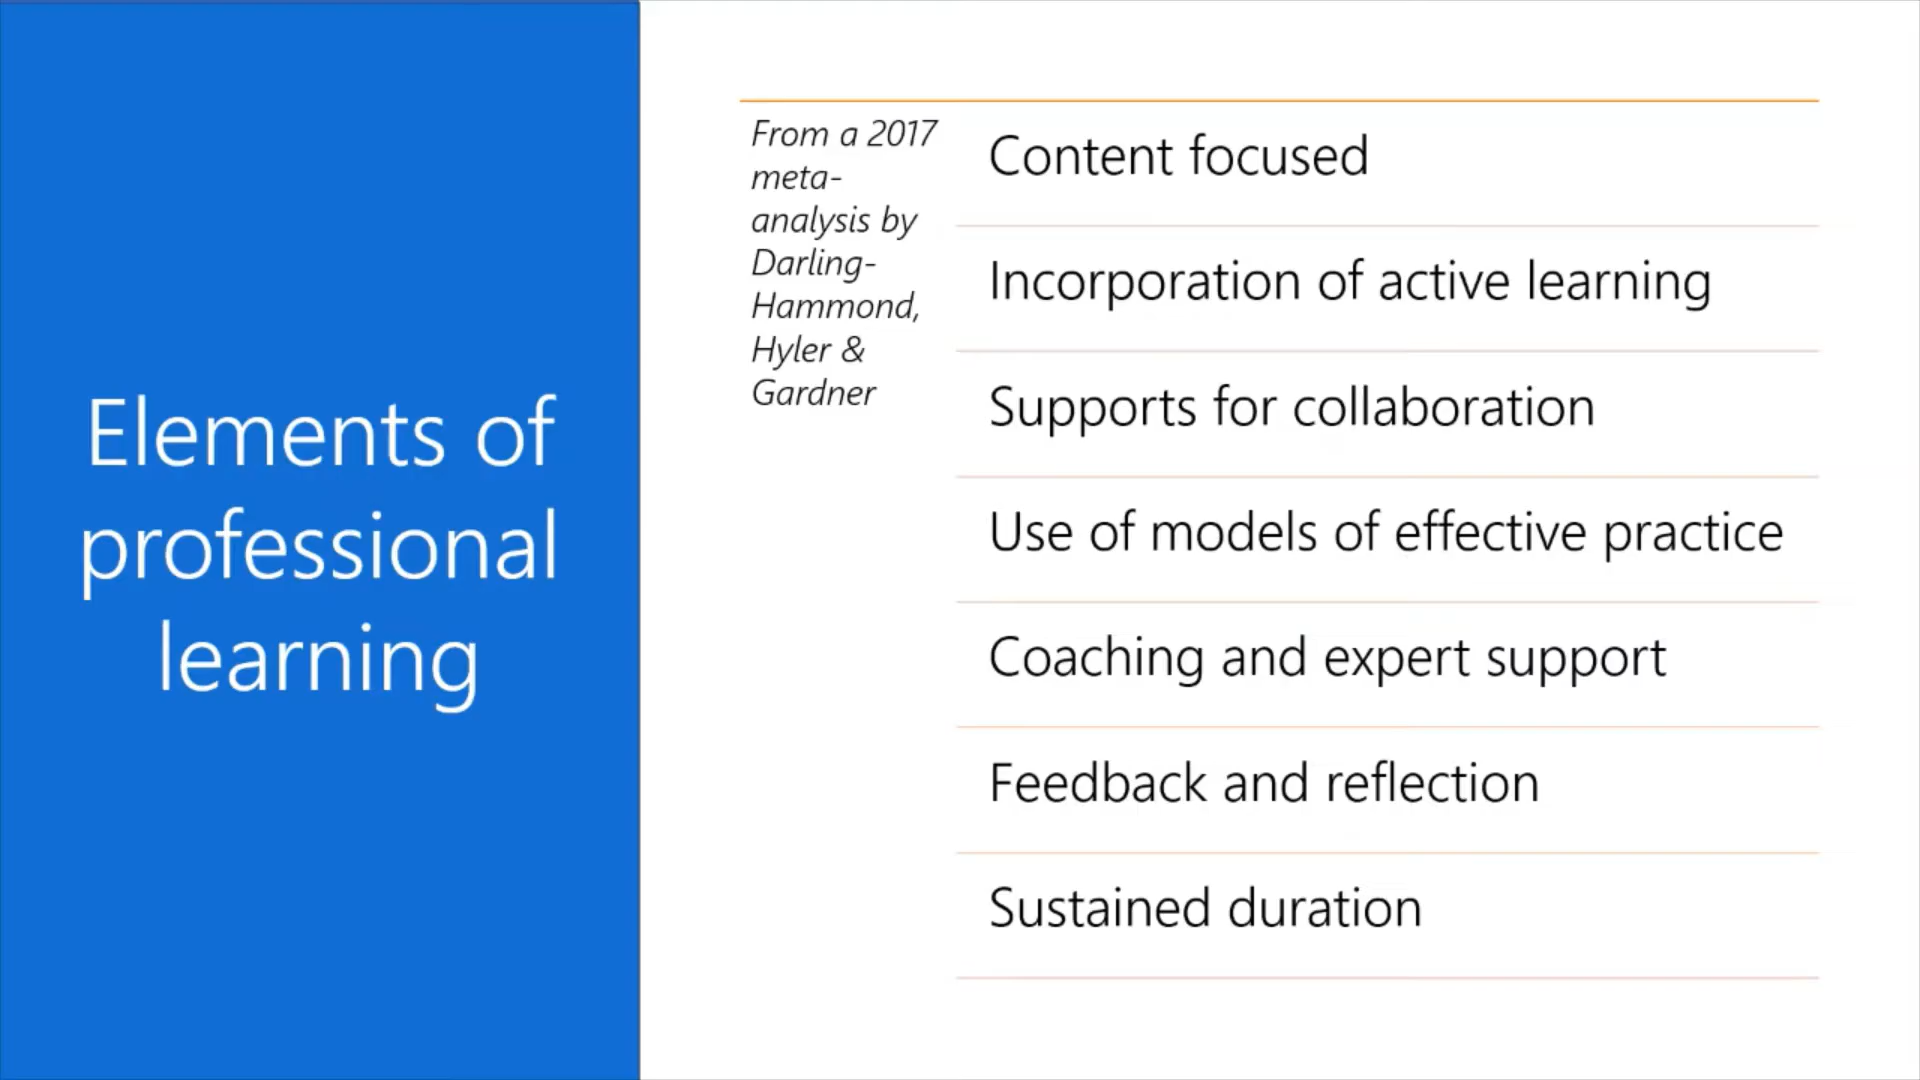 Elements of
professional
learning
From a 2017
meta-
analysis by
Darling-
Hammond,
Hyler &
Gardner
Content focused
Incorporation of active learning
Supports for collaboration
Use of models of effective practice
Coaching and expert support
Feedback and reflection
Sustained duration